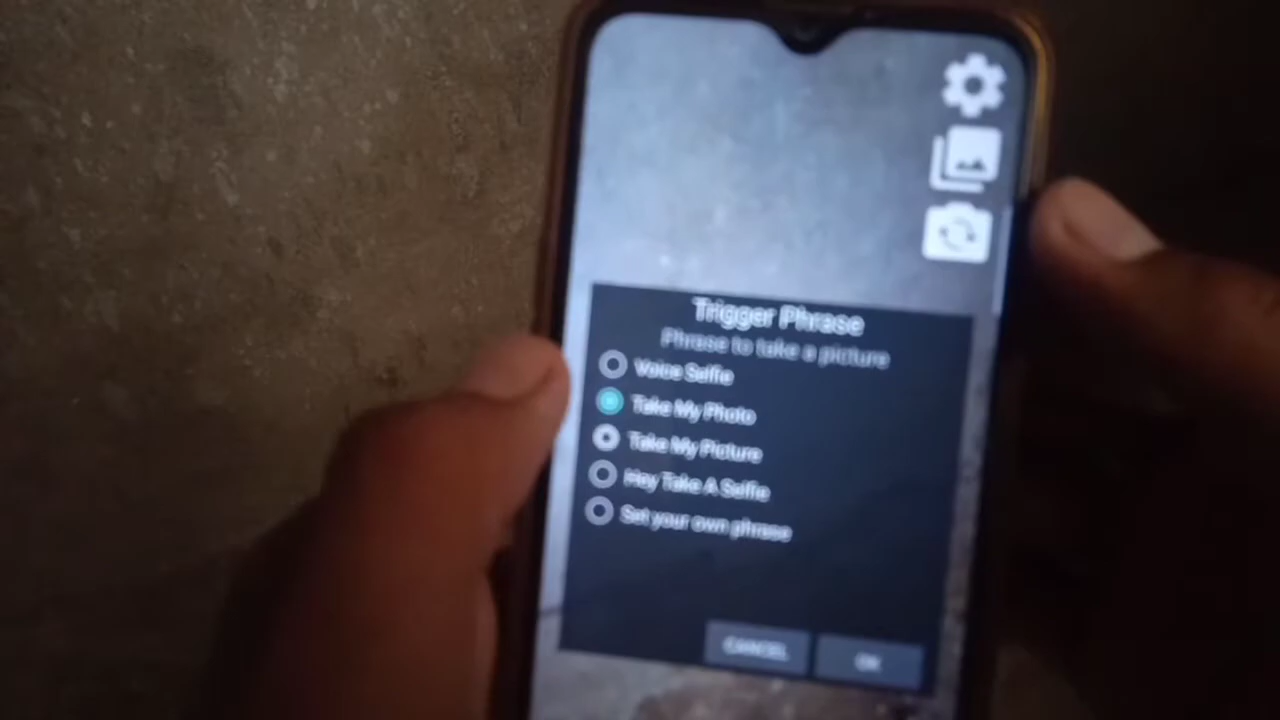 Trigger Phrase
Phrase to take a picture
Voice Selfie
Take My Photo
Take My Picture
Hey Take A Selfie
Set your own phrase
CANCEL
OK